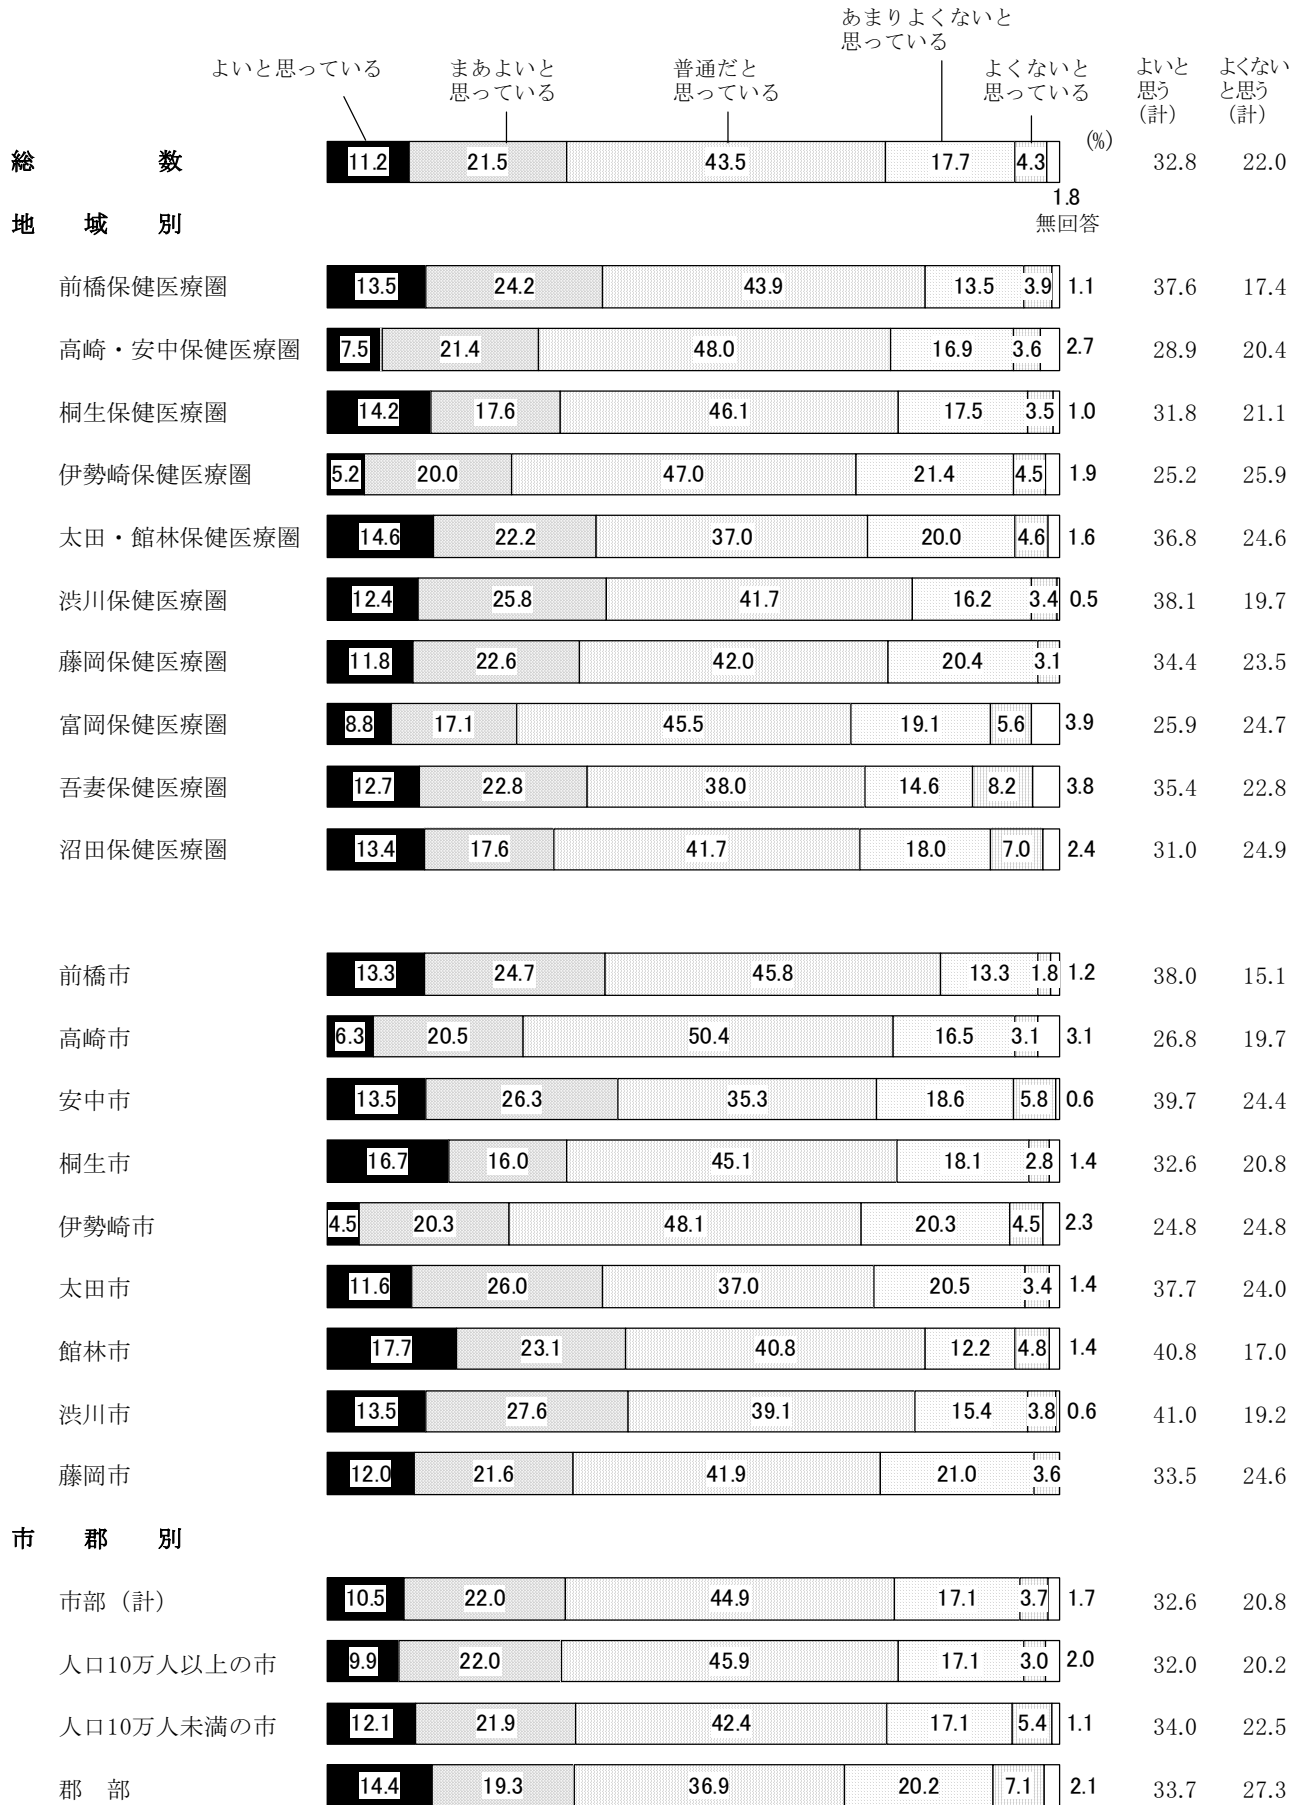 あまりよくないと
思っている
よいと思っている
まあよいと
思っている
普通だと
思っている
よくないと
思っている
よいと
思う
(計)
よくない
と思う
(計)
(%)
総 数 11.2 21.5 43.5 17.7 4.3 32.8 22.0
1.8
無回答
地 域 別
前橋保健医療圏 13.5 24.2 43.9 13.5 3.9 1.1 37.6 17.4
高崎・安中保健医療圏 7.5 21.4 48.0 16.9 3.6 2.7 28.9 20.4
桐生保健医療圏 14.2 17.6 46.1 17.5 3.5 1.0 31.8 21.1
伊勢崎保健医療圏 5.2 20.0 47.0 21.4 4.5 1.9 25.2 25.9
太田・館林保健医療圏 14.6 22.2 37.0 20.0 4.6 1.6 36.8 24.6
渋川保健医療圏 12.4 25.8 41.7 16.2 3.4 0.5 38.1 19.7
藤岡保健医療圏 11.8 22.6 42.0 20.4 3.1 34.4 23.5
富岡保健医療圏 8.8 17.1 45.5 19.1 5.6 3.9 25.9 24.7
吾妻保健医療圏 12.7 22.8 38.0 14.6 8.2 3.8 35.4 22.8
沼田保健医療圏 13.4 17.6 41.7 18.0 7.0 2.4 31.0 24.9
前橋市 13.3 24.7 45.8 13.3 1.8 1.2 38.0 15.1
高崎市 6.3 20.5 50.4 16.5 3.1 3.1 26.8 19.7
安中市 13.5 26.3 35.3 18.6 5.8 0.6 39.7 24.4
桐生市 16.7 16.0 45.1 18.1 2.8 1.4 32.6 20.8
伊勢崎市 4.5 20.3 48.1 20.3 4.5 2.3 24.8 24.8
太田市 11.6 26.0 37.0 20.5 3.4 1.4 37.7 24.0
館林市 17.7 23.1 40.8 12.2 4.8 1.4 40.8 17.0
渋川市 13.5 27.6 39.1 15.4 3.8 0.6 41.0 19.2
藤岡市 12.0 21.6 41.9 21.0 3.6 33.5 24.6
市 郡 別
市部（計） 10.5 22.0 44.9 17.1 3.7 1.7 32.6 20.8
人口10万人以上の市 9.9 22.0 45.9 17.1 3.0 2.0 32.0 20.2
人口10万人未満の市 12.1 21.9 42.4 17.1 5.4 1.1 34.0 22.5
郡 部 14.4 19.3 36.9 20.2 7.1 2.1 33.7 27.3